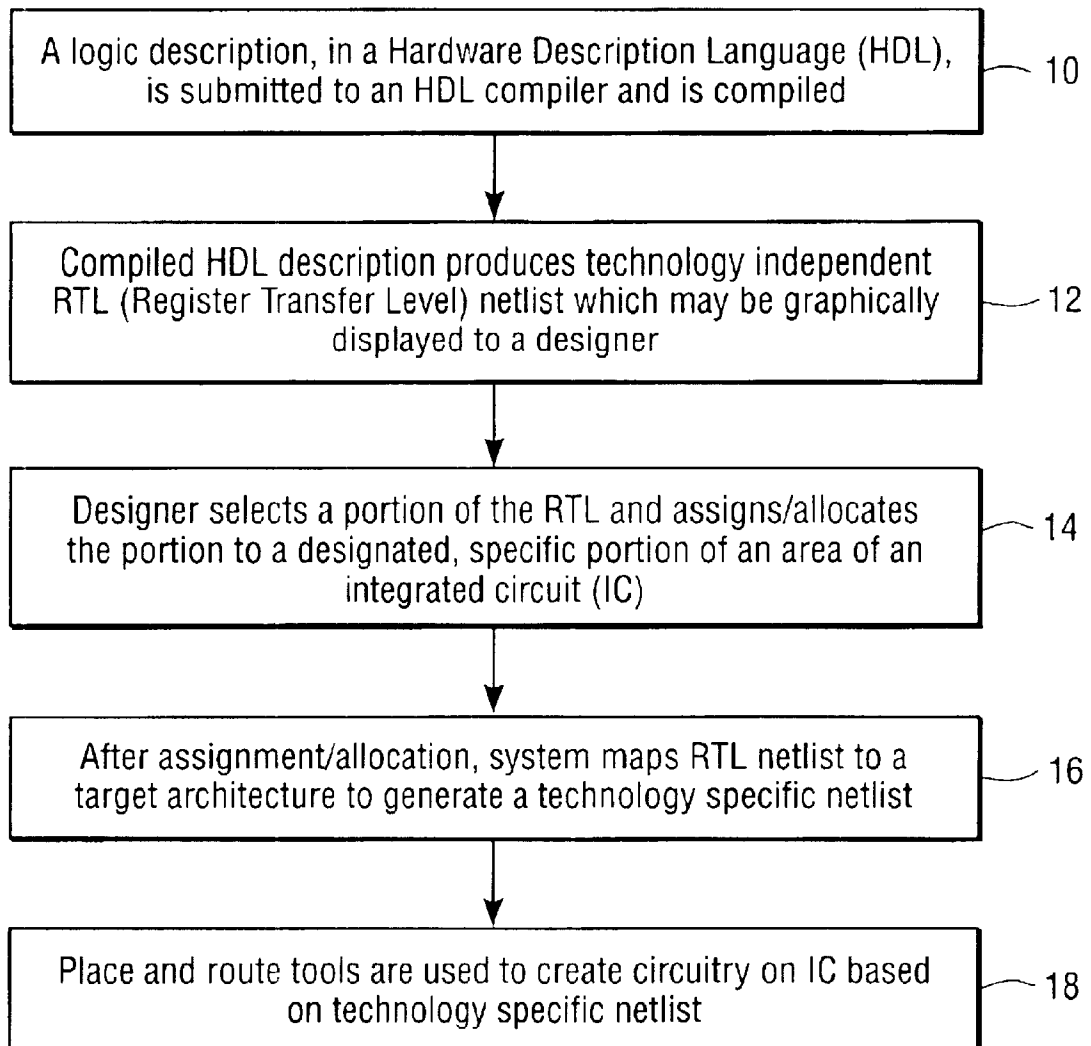 A logic description, in a Hardware Description Language (HDL),
is submitted to an HDL compiler and is compiled
10
Compiled HDL description produces technology independent
RTL (Register Transfer Level) netlist which may be graphically
displayed to a designer
12
Designer selects a portion of the RTL and assigns/allocates
the portion to a designated, specific portion of an area of an
integrated circuit (IC)
14
After assignment/allocation, system maps RTL netlist to a
target architecture to generate a technology specific netlist
16
Place and route tools are used to create circuitry on IC based
on technology specific netlist
18